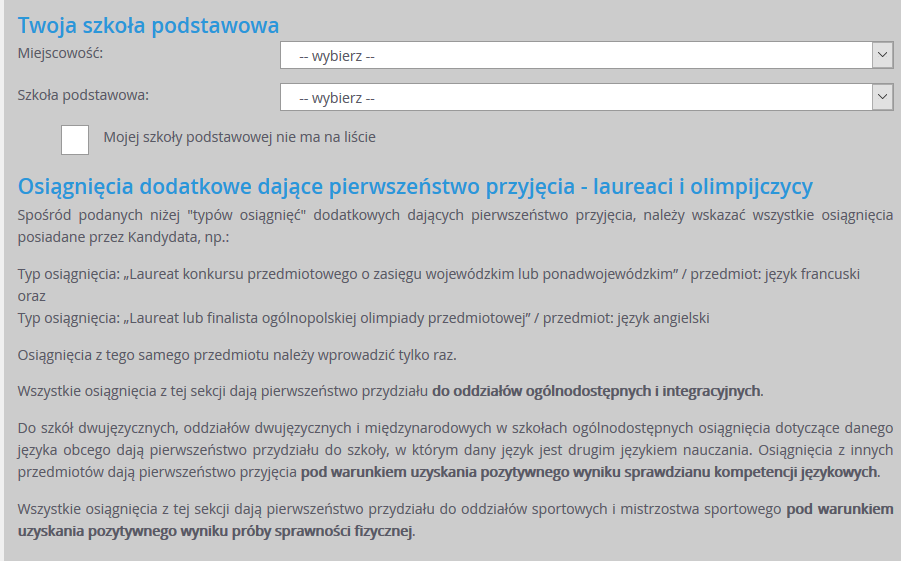 Twoja szkoła podstawowa
Miejscowość:
-- wybierz --
Szkoła podstawowa:
-- wybierz --
Mojej szkoły podstawowej nie ma na liście
Osiągnięcia dodatkowe dające pierwszeństwo przyjęcia - laureaci i olimpijczycy
Spośród podanych niżej "typów osiągnięć" dodatkowych dających pierwszeństwo przyjęcia, należy wskazać wszystkie osiągnięcia
posiadane przez Kandydata, np.:
Typ osiągnięcia: „Laureat konkursu przedmiotowego o zasięgu wojewódzkim lub ponadwojewódzkim” / przedmiot: język francuski
oraz
Typ osiągnięcia: „Laureat lub finalista ogólnopolskiej olimpiady przedmiotowej” / przedmiot: język angielski
Osiągnięcia z tego samego przedmiotu należy wprowadzić tylko raz.
Wszystkie osiągnięcia z tej sekcji dają pierwszeństwo przydziału do oddziałów ogólnodostępnych i integracyjnych.
Do szkół dwujęzycznych, oddziałów dwujęzycznych i międzynarodowych w szkołach ogólnodostępnych osiągnięcia dotyczące danego
języka obcego dają pierwszeństwo przydziału do szkoły, w którym dany język jest drugim językiem nauczania. Osiągnięcia z innych
przedmiotów dają pierwszeństwo przyjęcia pod warunkiem uzyskania pozytywnego wyniku sprawdzianu kompetencji językowych.
Wszystkie osiągnięcia z tej sekcji dają pierwszeństwo przydziału do oddziałów sportowych i mistrzostwa sportowego pod warunkiem
uzyskania pozytywnego wyniku próby sprawności fizycznej.